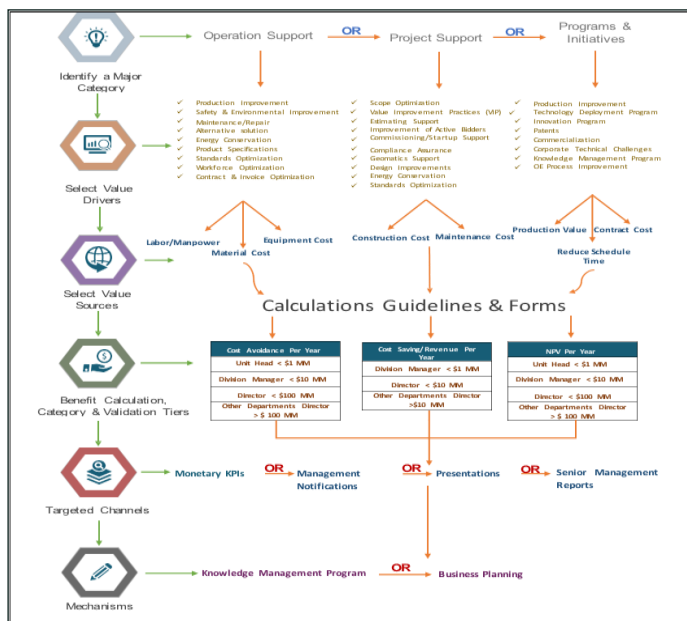 Operation Support
OR
Project Support
OR
Programs &
Initiatives
Identify a Major
Category
✓ Production Improvement
✓ Safety & Environmental Improvement
✓ Maintenance/Repair
✓ Alternative solution
✓ Energy Conservation
✓ Product Specifications
✓ Standards Optimization
✓ Workforce Optimization
✓ Contract & Invoice Optimization
✓ Scope Optimization
✓ Value Improvement Practices (VIP)
✓ Estimating Support
✓ Improvement of Active Bidders
✓ Commissioning/Startup Support
✓ Compliance Assurance
✓ Geomatics Support
✓ Design Improvements
✓ Energy Conservation
✓ Standards Optimization
✓ Production Improvement
✓ Technology Deployment Program
✓ Innovation Program
✓ Patents
✓ Commercialization
✓ Corporate Technical Challenges
✓ Knowledge Management Program
✓ OE Process Improvement
Select Value
Drivers
Labor/Manpower
Material Cost
Equipment Cost
Construction Cost
Maintenance Cost
Production Value
Contract Cost
Reduce Schedule
Time
Select Value
Sources
Calculations Guidelines & Forms
Cost Avoidance Per Year
Unit Head < $1 MM
Division Manager < $10 MM
Director < $100 MM
Other Departments Director
> $ 100 MM
Cost Saving/Revenue Per
Year
Division Manager < $1 MM
Director < $10 MM
Other Departments Director
>$10 MM
NPV Per Year
Unit Head < $1 MM
Division Manager < $10 MM
Director < $100 MM
Other Departments Director
> $ 100 MM
Benefit Calculation,
Category & Validation Tiers
Monetary KPIs
OR
Management
Notifications
OR
Presentations
OR
Senior Management
Reports
Targeted Channels
Knowledge Management Program
OR
Business Planning
Mechanisms